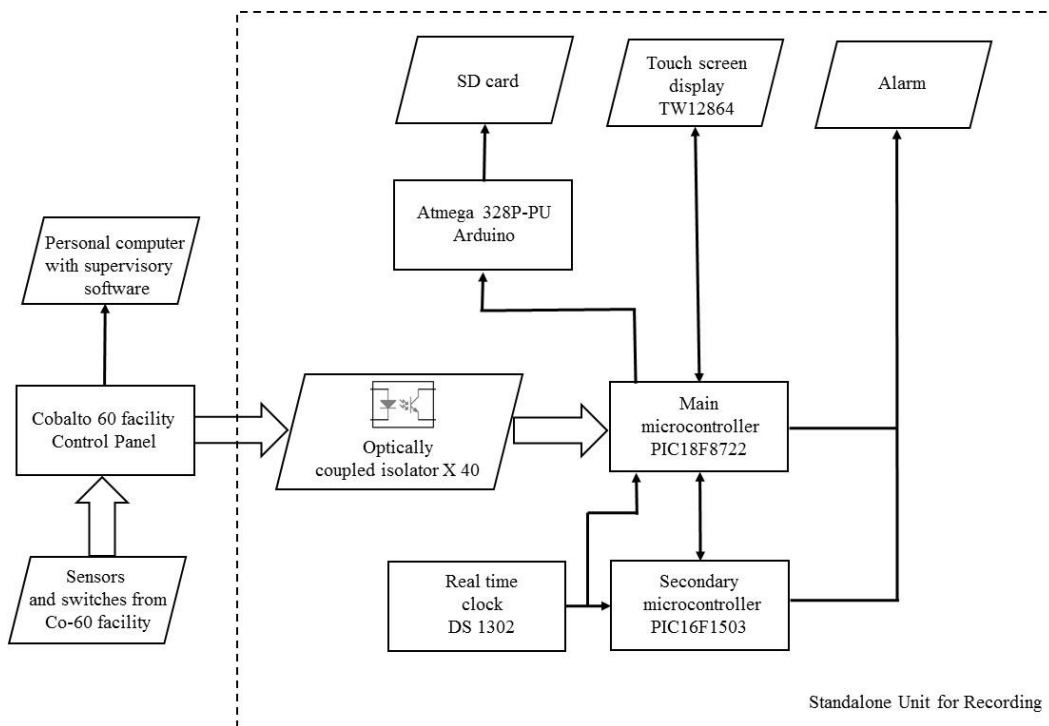 SD card
Touch screen
display
TW12864
Alarm
Atmega 328P-PU
Arduino
Personal computer
with supervisory
software
Cobalto 60 facility
Control Panel
Optically
coupled isolator X 40
Main
microcontroller
PIC18F8722
Sensors
and switches from
Co-60 facility
Real time
clock
DS 1302
Secondary
microcontroller
PIC16F1503
Standalone Unit for Recording